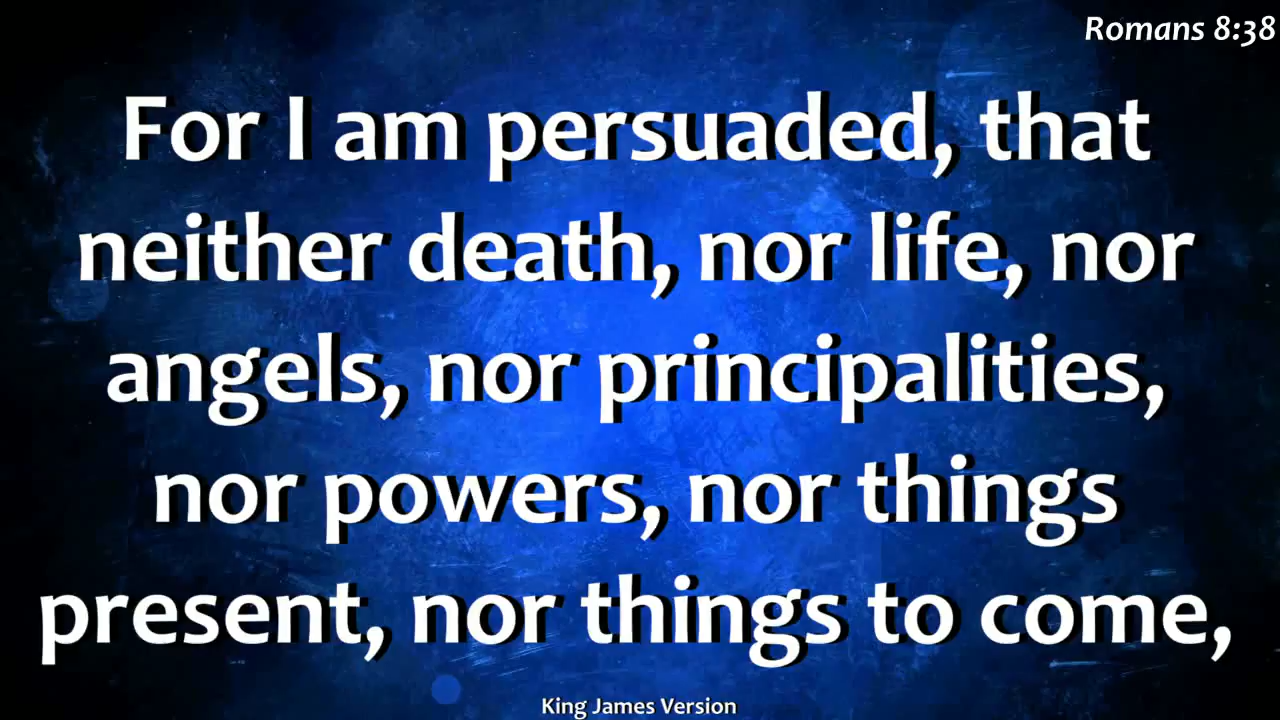 Romans 8:38
For I am persuaded, that
neither death, nor life, nor
angels, nor principalities,
nor powers, nor things
present, nor things to come,
King James Version